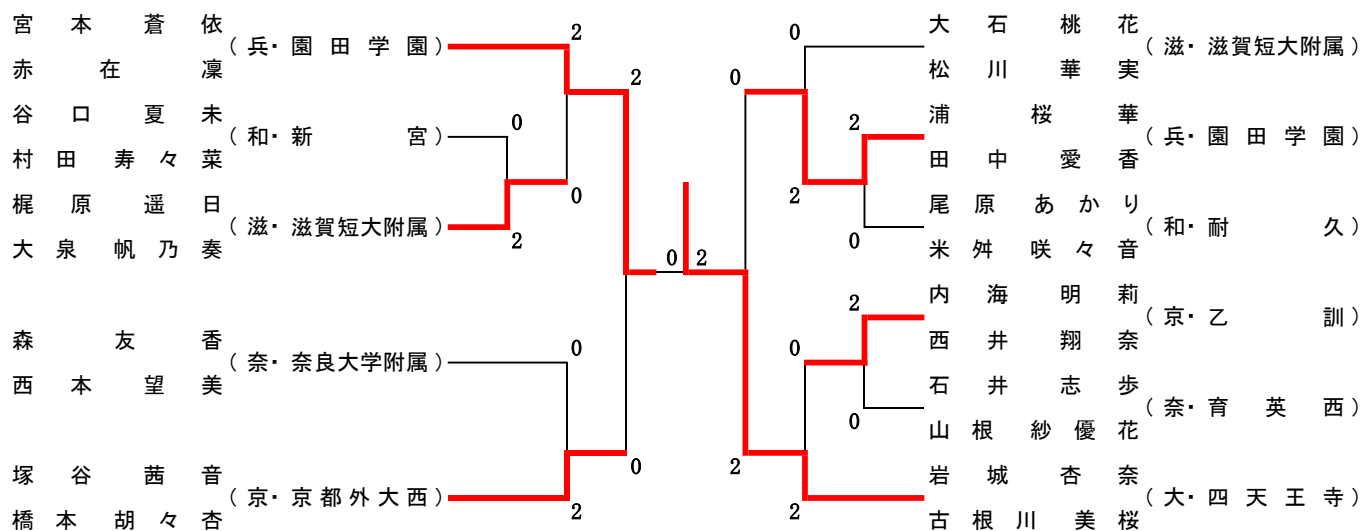 宮本蒼依
(兵・園田学園)
赤在凜
谷口夏未
(和・新宮)
村田寿々菜
梶原遥日
(滋・滋賀短大附属)
大泉帆乃奏
森友香
(奈・奈良大学附属)
西本望美
塚谷茜音
(京・京都外大西)
橋本胡々杏
2
2
0
0
2
0
0
2
0
2
0
0
2
2
0
2
0
0
2
2
大石桃花
(滋・滋賀短大附属)
松川華実
浦桜華
(兵・園田学園)
田中愛香
尾原あかり
(和・耐久)
米舛咲々音
内海明莉
(京・乙訓)
西井翔奈
石井志歩
(奈・育英西)
山根紗優花
岩城杏奈
(大・四天王寺)
古根川美桜